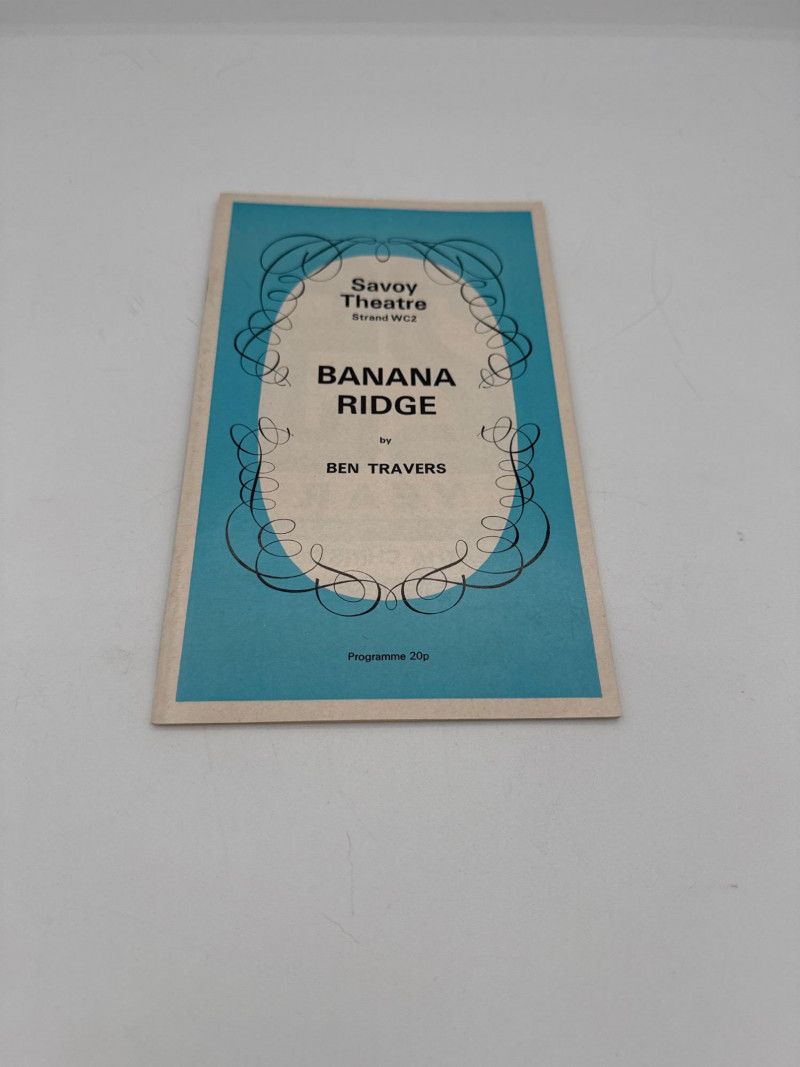 Savoy
Theatre
Strand WC2
BANANA
RIDGE
by
BEN TRAVERS
Programme 20p